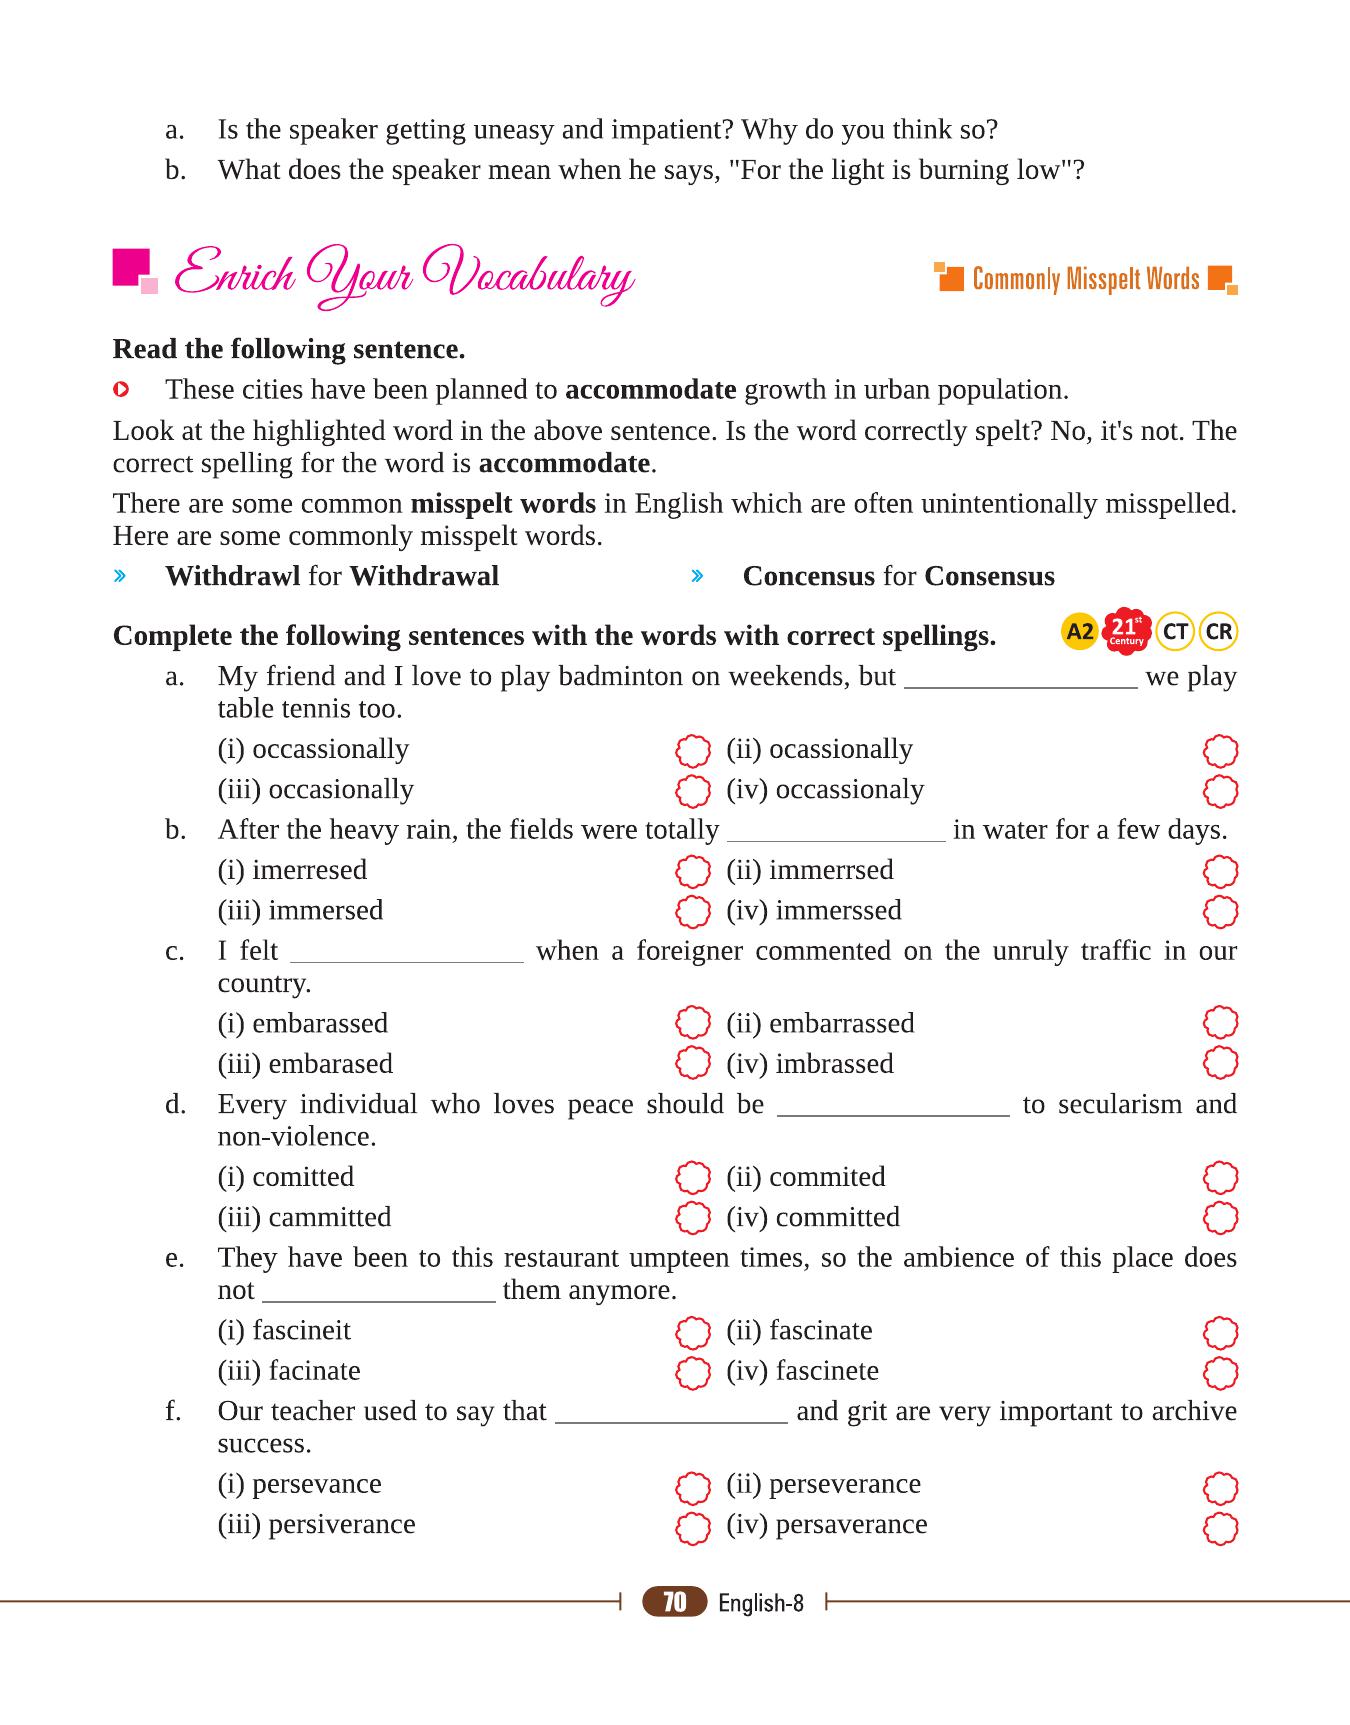 a. Is the speaker getting uneasy and impatient? Why do you think so?
b. What does the speaker mean when he says, "For the light is burning low"?
Enrich Your Vocabulary
Commonly Misspelt Words
Read the following sentence.
These cities have been planned to accommodate growth in urban population.
Look at the highlighted word in the above sentence. Is the word correctly spelt? No, it's not. The
correct spelling for the word is accommodate.
There are some common misspelt words in English which are often unintentionally misspelled.
Here are some commonly misspelt words.
» Withdrawl for Withdrawal » Concensus for Consensus
Complete the following sentences with the words with correct spellings. A2 21st Century CT CR
a. My friend and I love to play badminton on weekends, but ________________ we play
table tennis too.
(i) occassionally (ii) ocassionally
(iii) occasionally (iv) occassionaly
b. After the heavy rain, the fields were totally _______________ in water for a few days.
(i) imerresed (ii) immerrsed
(iii) immersed (iv) immerssed
c. I felt ________________ when a foreigner commented on the unruly traffic in our
country.
(i) embarassed (ii) embarrassed
(iii) embarased (iv) imbrassed
d. Every individual who loves peace should be ________________ to secularism and
non-violence.
(i) comitted (ii) commited
(iii) cammitted (iv) committed
e. They have been to this restaurant umpteen times, so the ambience of this place does
not ________________ them anymore.
(i) fascineit (ii) fascinate
(iii) facinate (iv) fascinete
f. Our teacher used to say that ________________ and grit are very important to archive
success.
(i) persevance (ii) perseverance
(iii) persiverance (iv) persaverance
70 English-8